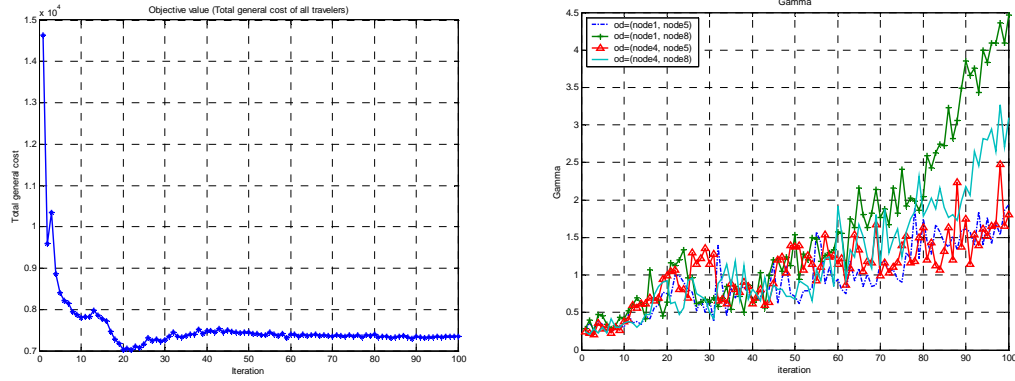 x 10⁴
Objective value (Total general cost of all travelers)
1.5
1.4
1.3
1.2
1.1
1
0.9
0.8
0.7
0 10 20 30 40 50 60 70 80 90 100
Total general cost
Iteration
Gamma
od=(node1, node5)
od=(node1, node8)
od=(node4, node5)
od=(node4, node8)
4.5
4
3.5
3
2.5
2
1.5
1
0.5
0
0 10 20 30 40 50 60 70 80 90 100
Gamma
iteration